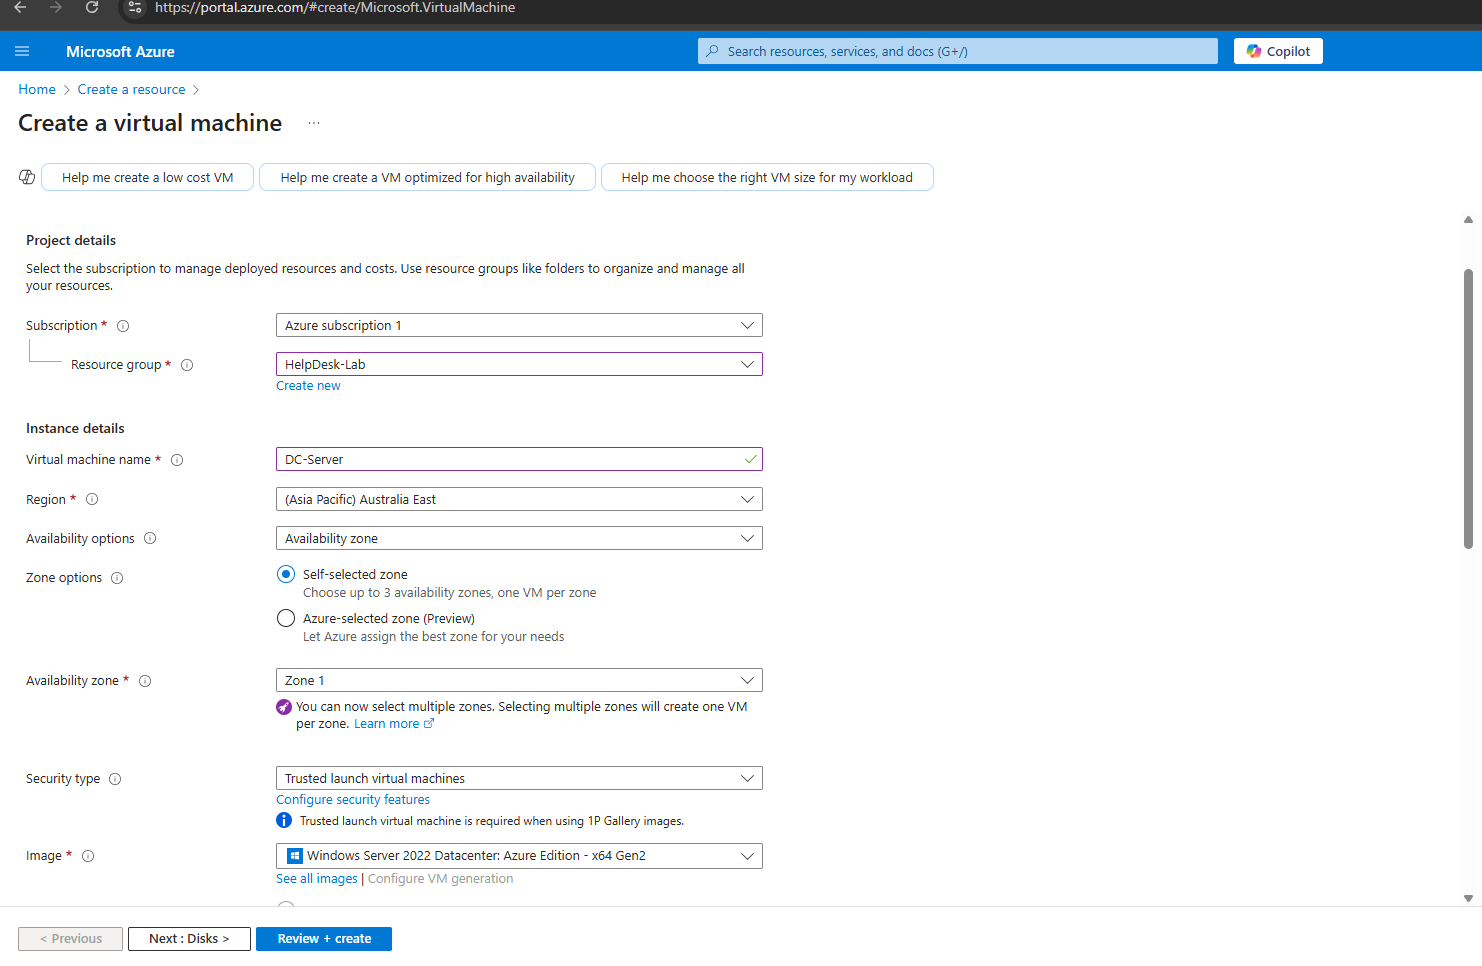 https://portal.azure.com/#create/Microsoft.VirtualMachine
Microsoft Azure
Search resources, services, and docs (G+/)
Copilot
Home > Create a resource >
Create a virtual machine ...
Help me create a low cost VM
Help me create a VM optimized for high availability
Help me choose the right VM size for my workload
Project details
Select the subscription to manage deployed resources and costs. Use resource groups like folders to organize and manage all
your resources.
Subscription *
Azure subscription 1
Resource group *
HelpDesk-Lab
Create new
Instance details
Virtual machine name *
DC-Server
Region *
(Asia Pacific) Australia East
Availability options
Availability zone
Zone options
Self-selected zone
Choose up to 3 availability zones, one VM per zone
Azure-selected zone (Preview)
Let Azure assign the best zone for your needs
Availability zone *
Zone 1
You can now select multiple zones. Selecting multiple zones will create one VM
per zone. Learn more
Security type
Trusted launch virtual machines
Configure security features
Trusted launch virtual machine is required when using 1P Gallery images.
Image *
Windows Server 2022 Datacenter: Azure Edition - x64 Gen2
See all images | Configure VM generation
< Previous
Next : Disks >
Review + create